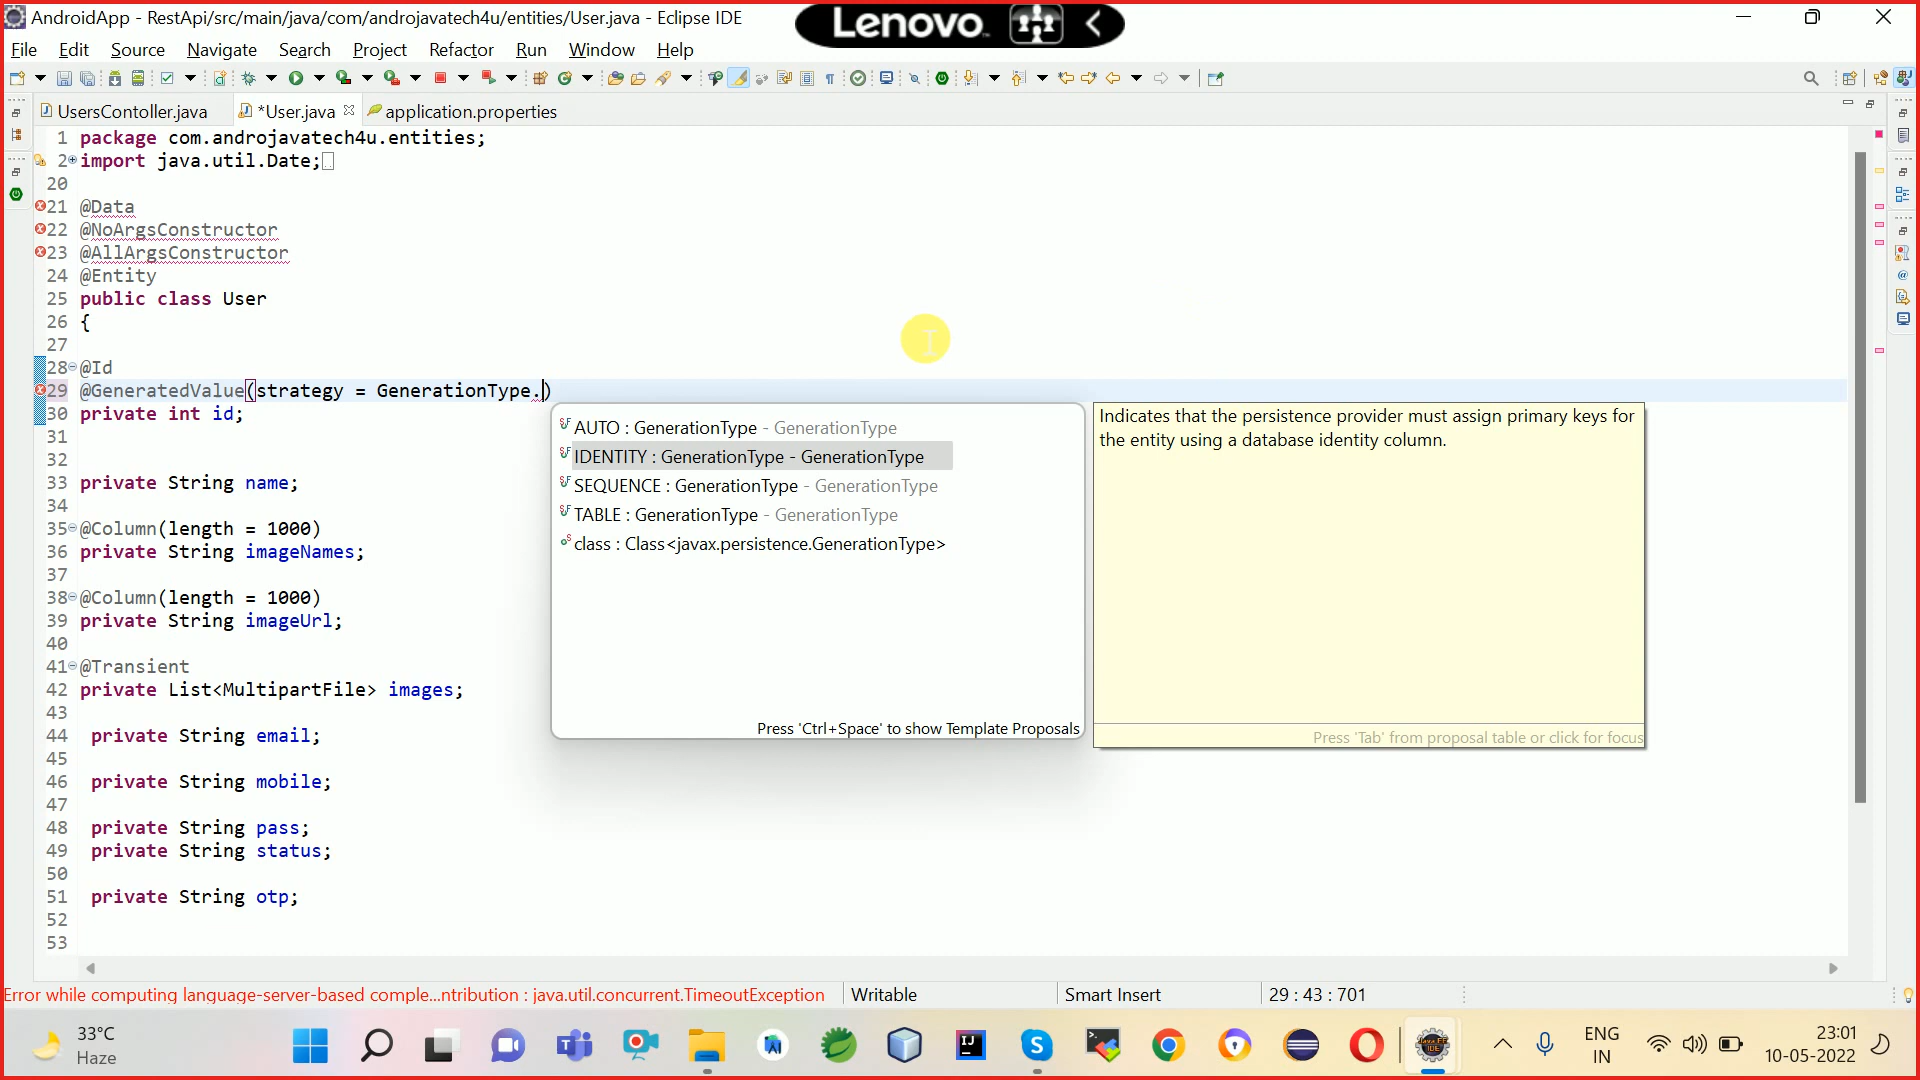 AndroidApp - RestApi/src/main/java/com/androjavatech4u/entities/User.java - Eclipse IDE
Lenovo
File Edit Source Navigate Search Project Refactor Run Window Help
UsersContoller.java *User.java application.properties
1 package com.androjavatech4u.entities;
2 import java.util.Date;
20
21 @Data
22 @NoArgsConstructor
23 @AllArgsConstructor
24 @Entity
25 public class User
26 {
27
28 @Id
29 @GeneratedValue(strategy = GenerationType.)
30 private int id;
31
32
33 private String name;
34
35 @Column(length = 1000)
36 private String imageNames;
37
38 @Column(length = 1000)
39 private String imageUrl;
40
41 @Transient
42 private List<MultipartFile> images;
43
44 private String email;
45
46 private String mobile;
47
48 private String pass;
49 private String status;
50
51 private String otp;
52
53
AUTO : GenerationType - GenerationType
IDENTITY : GenerationType - GenerationType
SEQUENCE : GenerationType - GenerationType
TABLE : GenerationType - GenerationType
class : Class<javax.persistence.GenerationType>
Press 'Ctrl+Space' to show Template Proposals
Indicates that the persistence provider must assign primary keys for
the entity using a database identity column.
Press 'Tab' from proposal table or click for focus
Error while computing language-server-based comple...ntribution : java.util.concurrent.TimeoutException
Writable
Smart Insert
29 : 43 : 701
33°C
Haze
ENG
IN
23:01
10-05-2022